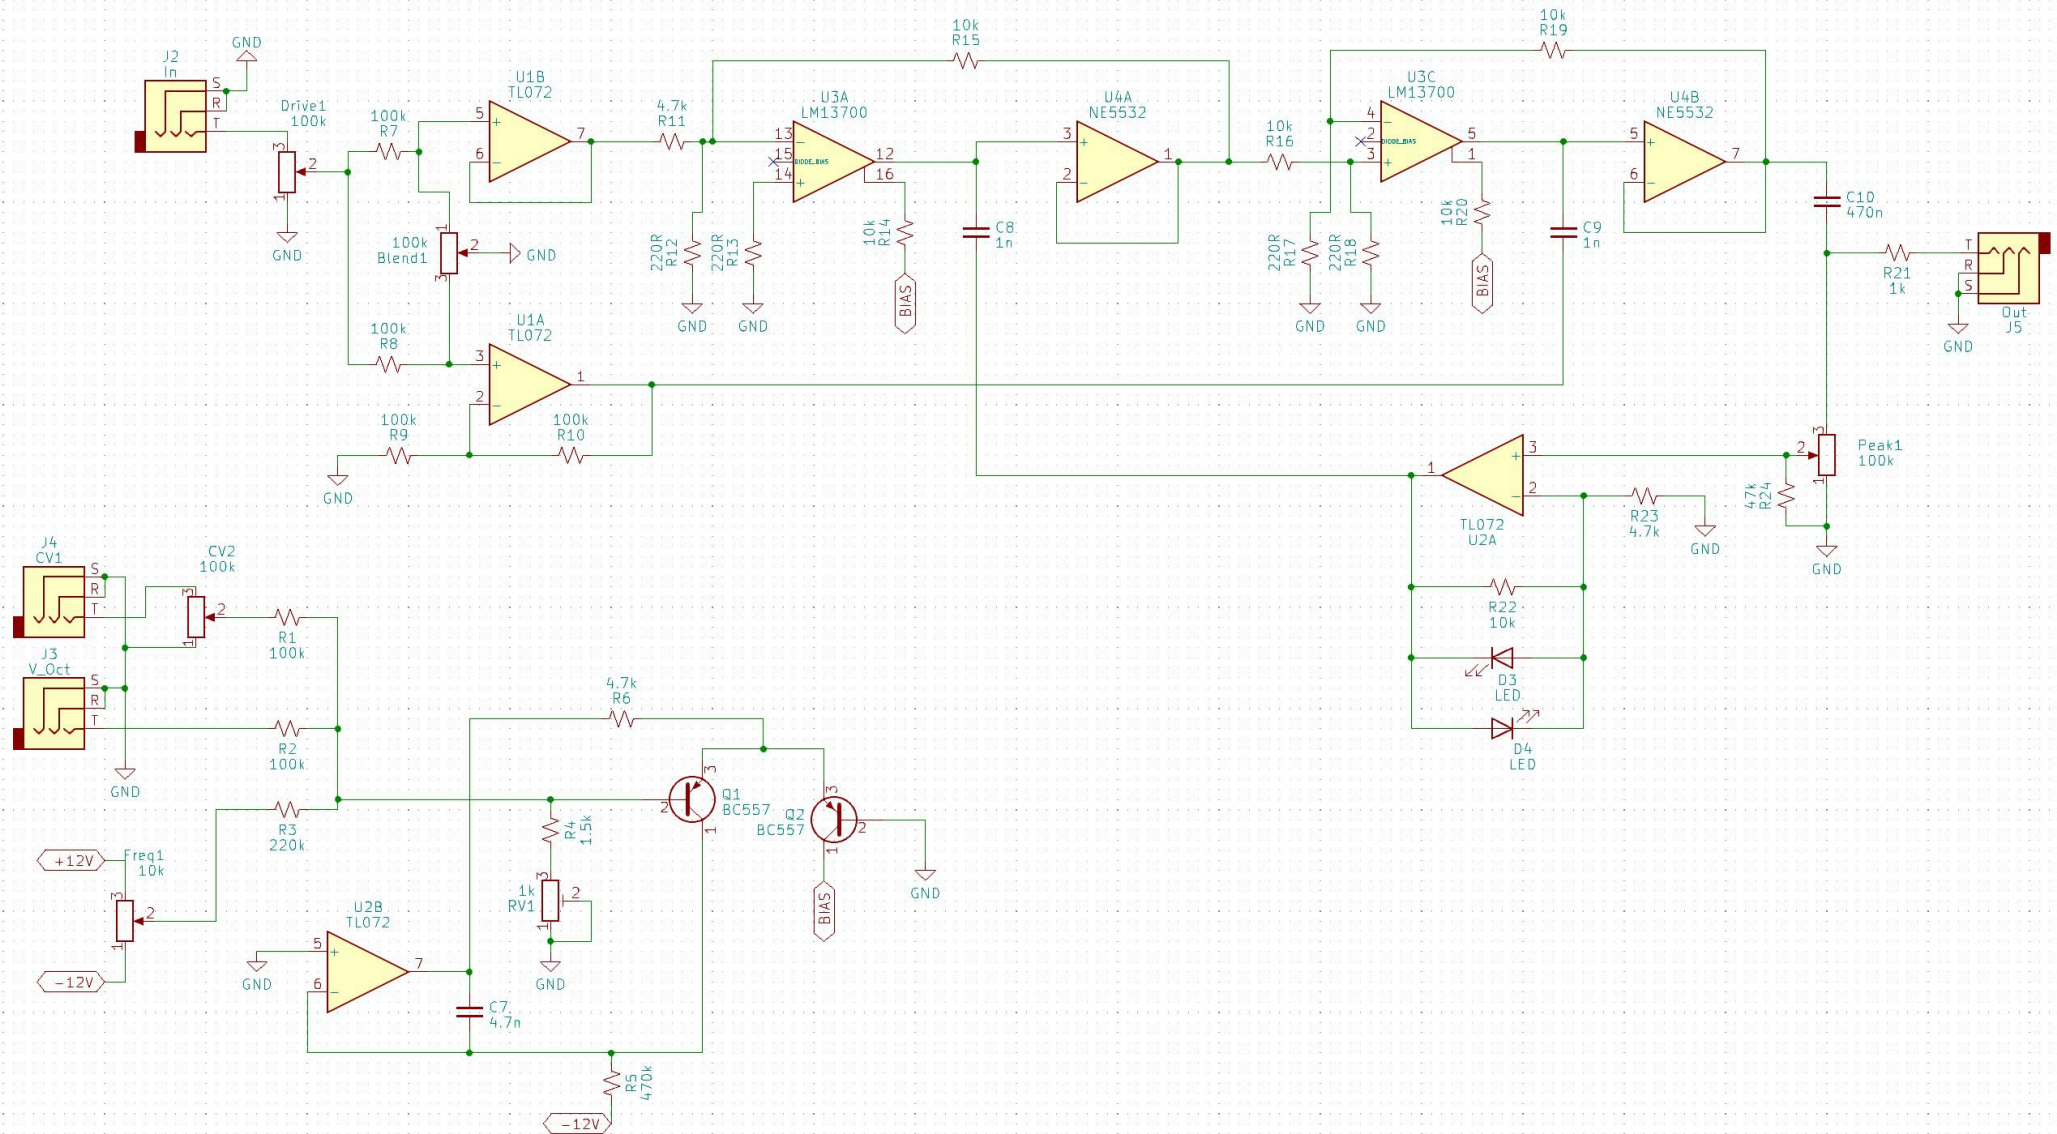 J2
In
GND
S
R
T
Drive1
100k
3
2
1
GND
100k
R7
U1B
TL072
5
6
7
+
−
4.7k
R11
10k
R15
U3A
LM13700
13
15
14
DIODE_BIAS
−
+
12
16
U4A
NE5532
3
2
1
+
−
10k
R16
10k
R19
U3C
LM13700
4
2
3
DIODE_BIAS
−
+
5
1
U4B
NE5532
5
6
7
+
−
C10
470n
100k
Blend1
1
2
3
GND
220R
R12
GND
220R
R13
GND
10k
R14
BIAS
C8
1n
220R
R17
GND
220R
R18
GND
10k
R20
BIAS
C9
1n
R21
1k
T
R
S
Out
J5
GND
100k
R8
U1A
TL072
3
2
1
+
−
100k
R9
100k
R10
GND
1
3
2
+
−
TL072
U2A
R23
4.7k
GND
47k
R24
3
2
1
Peak1
100k
GND
R22
10k
D3
LED
D4
LED
J4
CV1
S
R
T
CV2
100k
3
2
1
R1
100k
J3
V_Oct
S
R
T
GND
R2
100k
R3
220k
+12V
Freq1
10k
3
2
1
-12V
4.7k
R6
2
3
1
Q1
BC557
3
2
1
Q2
BC557
BIAS
GND
R4
1.5k
1k
RV1
3
2
1
GND
U2B
TL072
5
6
7
+
−
GND
C7
4.7n
R5
470k
-12V